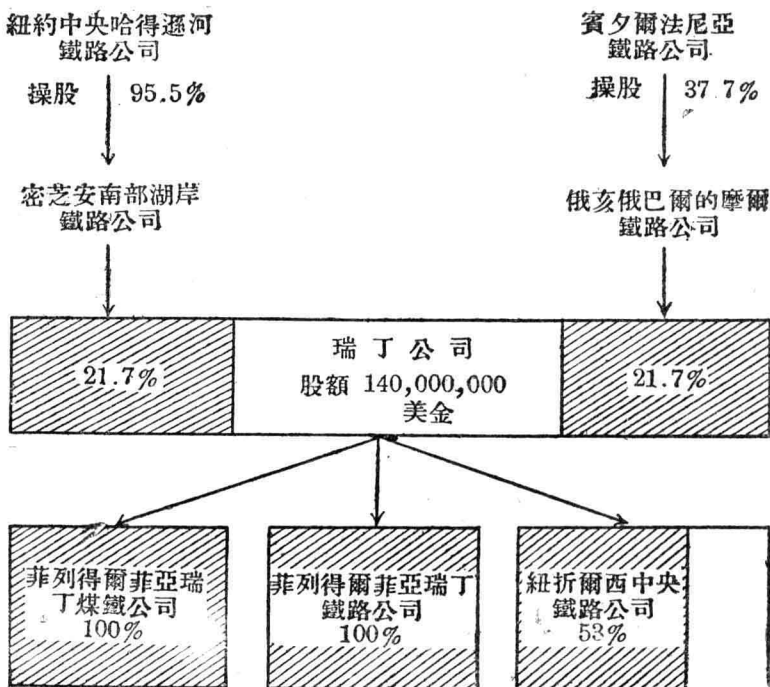 紐約中央哈得遜河
鐵路公司
操股 95.5%
賓夕爾法尼亞
鐵路公司
操股 37.7%
密芝安南部湖岸
鐵路公司
俄亥俄巴爾的摩爾
鐵路公司
21.7%
瑞丁公司
股額 140,000,000
美金
21.7%
菲列得爾菲亞瑞
丁煤鐵公司
100%
菲列得爾菲亞瑞丁
鐵路公司
100%
紐折爾西中央
鐵路公司
53%